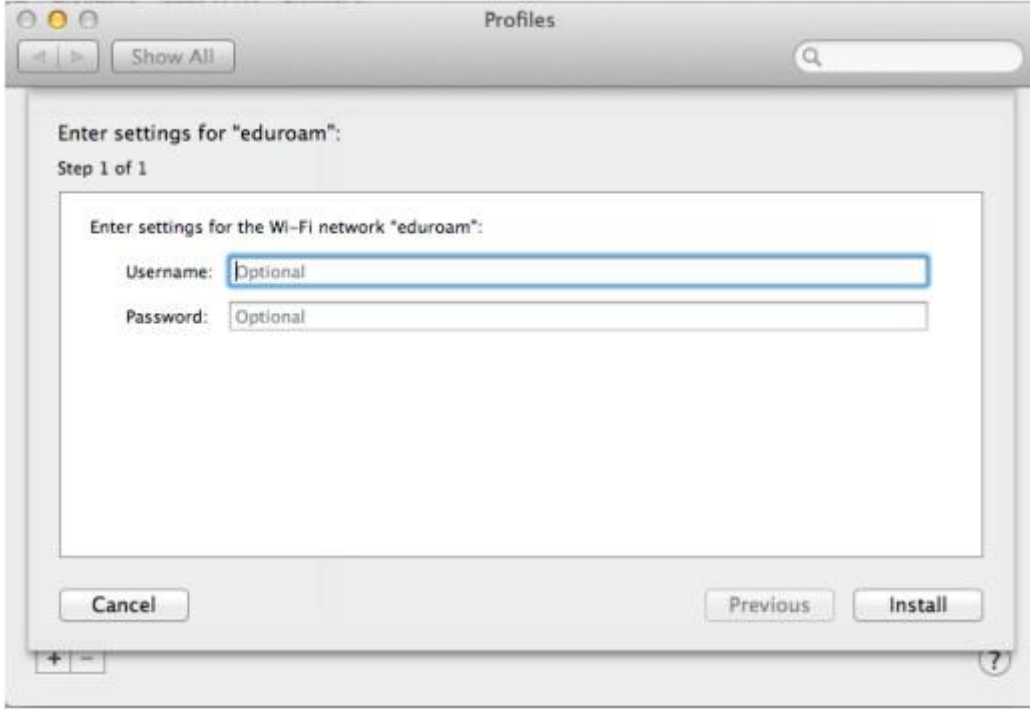 Profiles
Show All
Enter settings for "eduroam":
Step 1 of 1
Enter settings for the Wi-Fi network "eduroam":
Username: Optional
Password: Optional
Cancel Previous Install
+ − ?